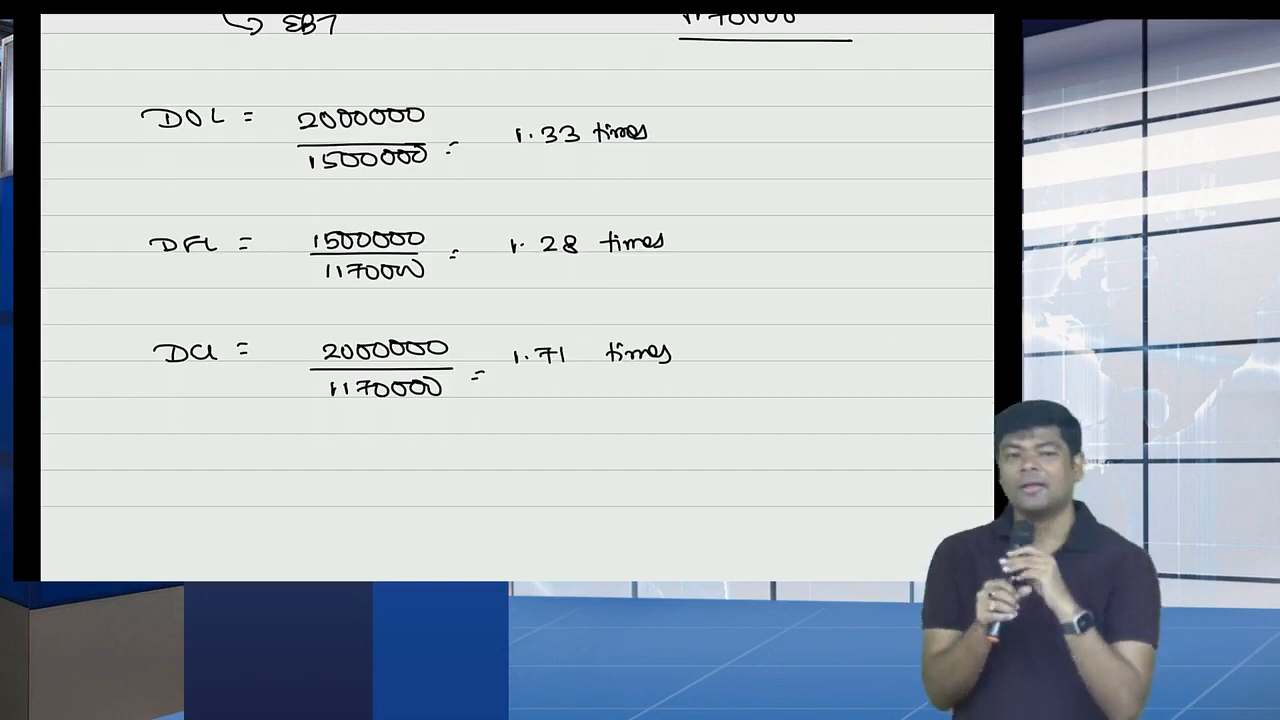 ↳ EBT
1170000
DOL = 2000000 / 1500000 = 1.33 times
DFL = 1500000 / 1170000 = 1.28 times
DCL = 2000000 / 1170000 = 1.71 times